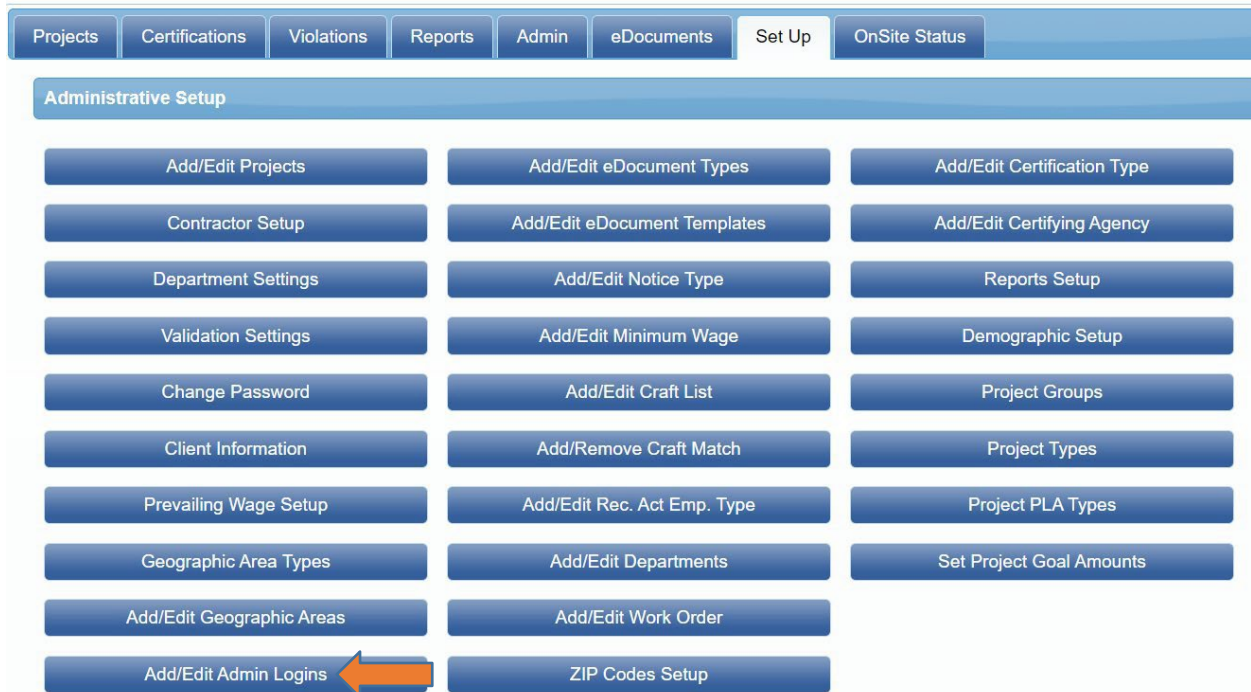 Projects Certifications Violations Reports Admin eDocuments Set Up OnSite Status
Administrative Setup
Add/Edit Projects
Contractor Setup
Department Settings
Validation Settings
Change Password
Client Information
Prevailing Wage Setup
Geographic Area Types
Add/Edit Geographic Areas
Add/Edit Admin Logins
Add/Edit eDocument Types
Add/Edit eDocument Templates
Add/Edit Notice Type
Add/Edit Minimum Wage
Add/Edit Craft List
Add/Remove Craft Match
Add/Edit Rec. Act Emp. Type
Add/Edit Departments
Add/Edit Work Order
ZIP Codes Setup
Add/Edit Certification Type
Add/Edit Certifying Agency
Reports Setup
Demographic Setup
Project Groups
Project Types
Project PLA Types
Set Project Goal Amounts